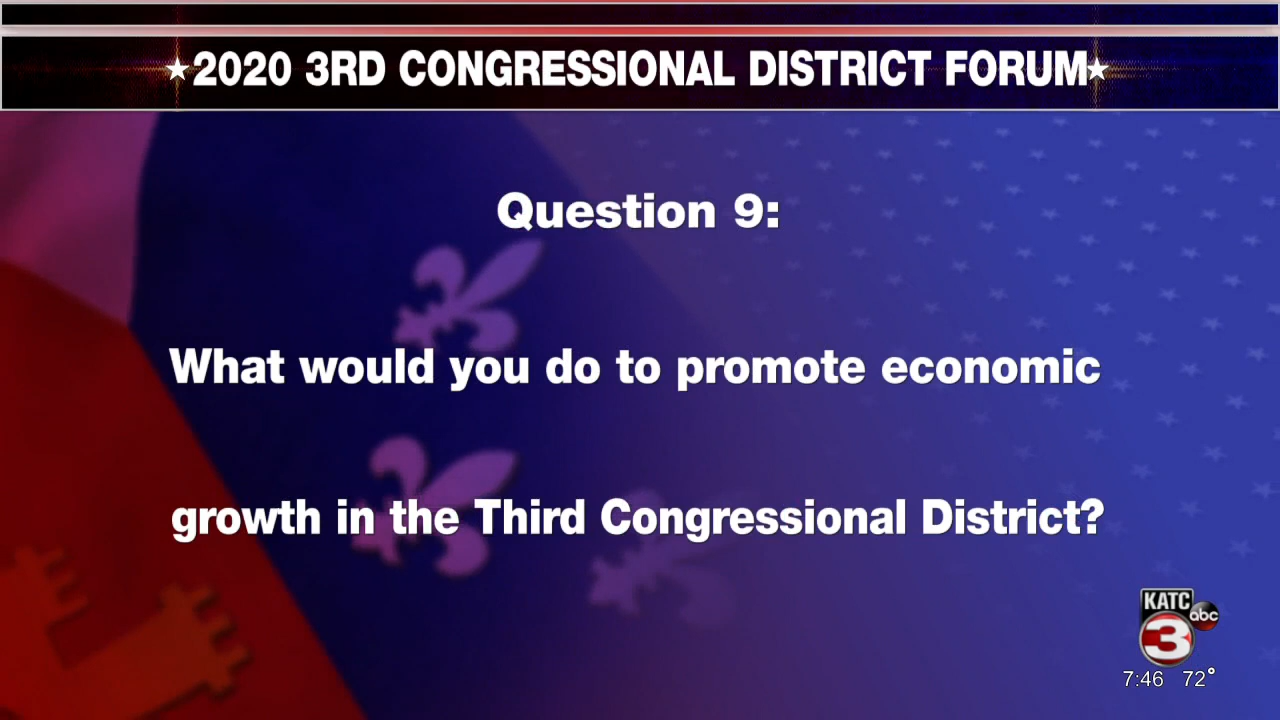 ★2020 3RD CONGRESSIONAL DISTRICT FORUM★
Question 9:
What would you do to promote economic
growth in the Third Congressional District?
KATC
abc
3
7:46 72°